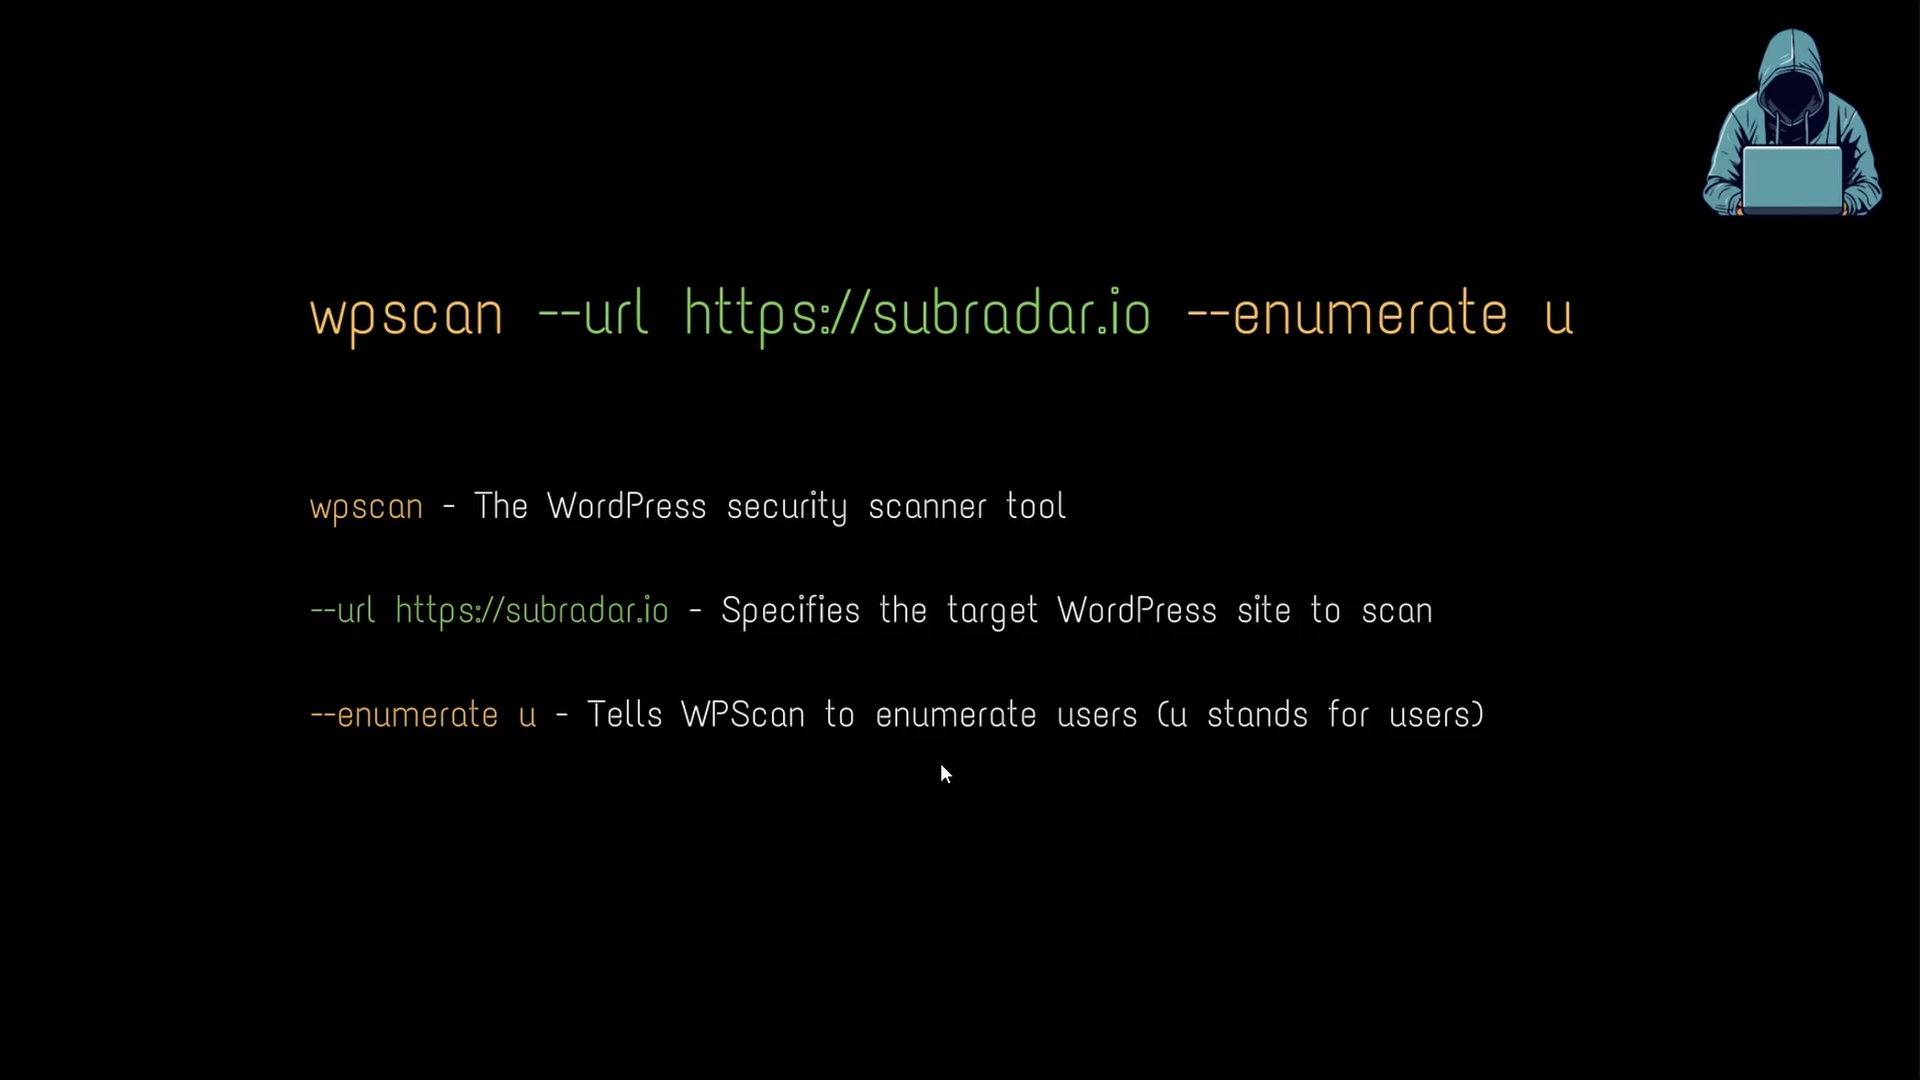 wpscan --url https://subradar.io --enumerate u
wpscan - The WordPress security scanner tool
--url https://subradar.io - Specifies the target WordPress site to scan
--enumerate u - Tells WPScan to enumerate users (u stands for users)